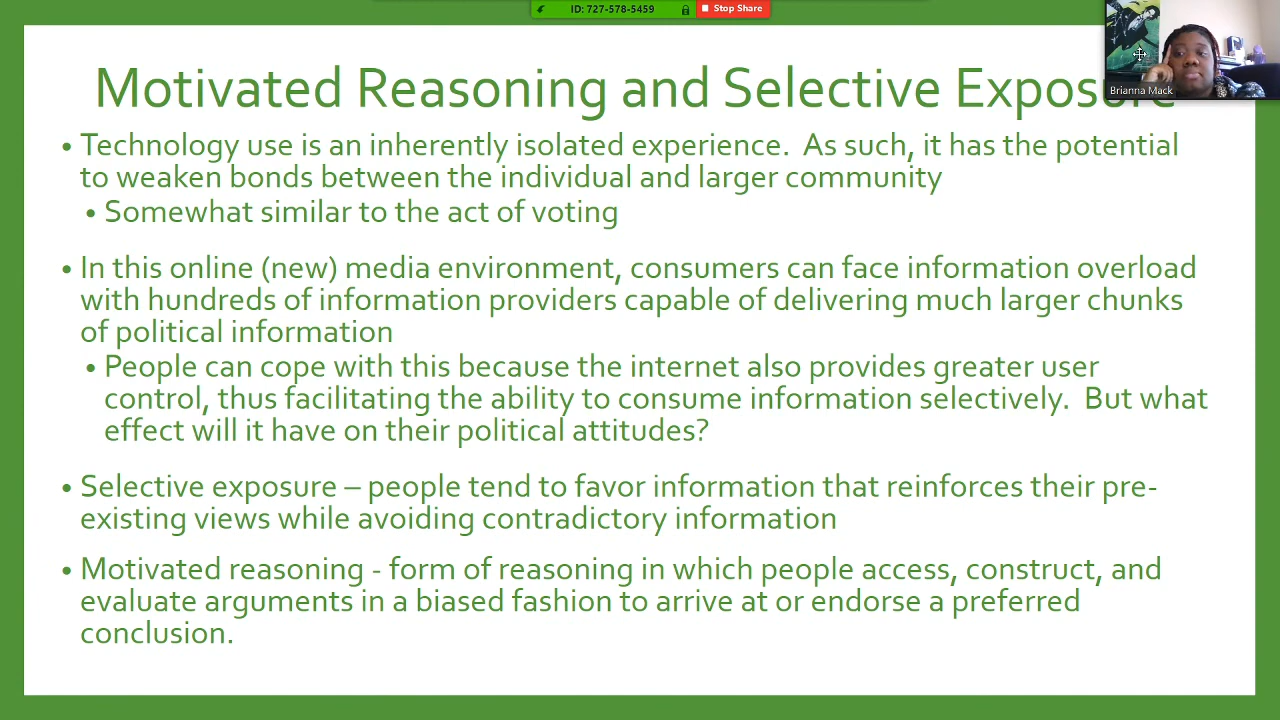 ID: 727-578-5459
Stop Share
Brianna Mack
Motivated Reasoning and Selective Exposure
• Technology use is an inherently isolated experience.  As such, it has the potential
to weaken bonds between the individual and larger community
• Somewhat similar to the act of voting
• In this online (new) media environment, consumers can face information overload
with hundreds of information providers capable of delivering much larger chunks
of political information
• People can cope with this because the internet also provides greater user
control, thus facilitating the ability to consume information selectively.  But what
effect will it have on their political attitudes?
• Selective exposure – people tend to favor information that reinforces their pre-
existing views while avoiding contradictory information
• Motivated reasoning - form of reasoning in which people access, construct, and
evaluate arguments in a biased fashion to arrive at or endorse a preferred
conclusion.